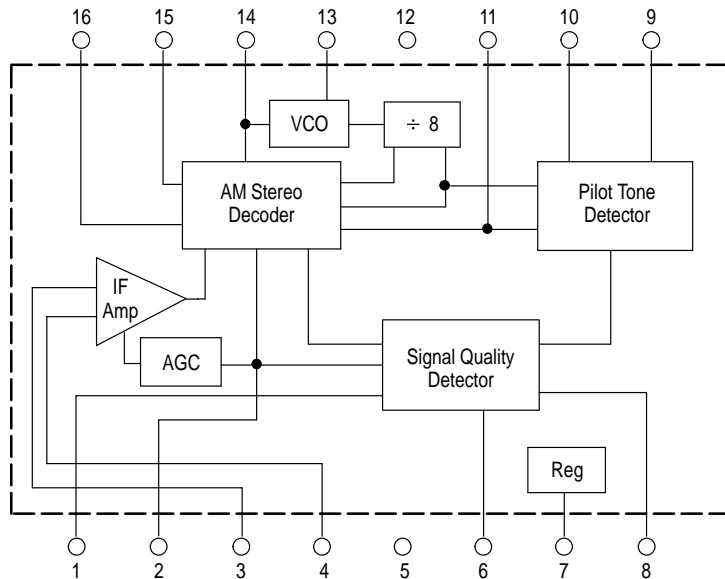 16 15 14 13 12 11 10 9
VCO
÷ 8
AM Stereo
Decoder
Pilot Tone
Detector
IF
Amp
AGC
Signal Quality
Detector
Reg
1 2 3 4 5 6 7 8